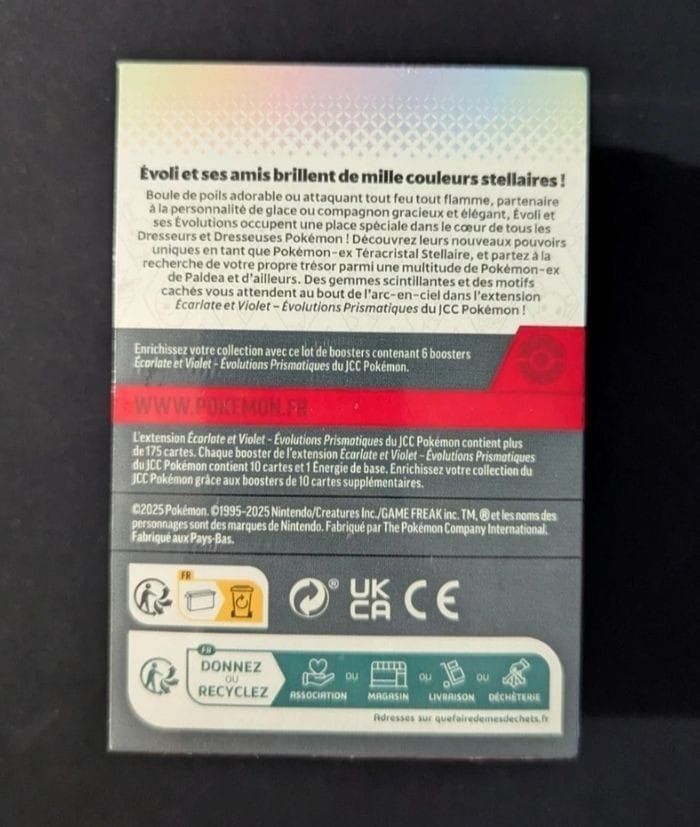 Évoli et ses amis brillent de mille couleurs stellaires !
Boule de poils adorable ou attaquant tout feu tout flamme, partenaire
à la personnalité de glace ou compagnon gracieux et élégant, Évoli et
ses Évolutions occupent une place spéciale dans le cœur de tous les
Dresseurs et Dresseuses Pokémon ! Découvrez leurs nouveaux pouvoirs
uniques en tant que Pokémon-ex Téracristal Stellaire, et partez à la
recherche de votre propre trésor parmi une multitude de Pokémon-ex
de Paldea et d'ailleurs. Des gemmes scintillantes et des motifs
cachés vous attendent au bout de l'arc-en-ciel dans l'extension
Écarlate et Violet – Évolutions Prismatiques du JCC Pokémon !
Enrichissez votre collection avec ce lot de boosters contenant 6 boosters
Écarlate et Violet – Évolutions Prismatiques du JCC Pokémon.
WWW.POKEMON.FR
L'extension Écarlate et Violet – Évolutions Prismatiques du JCC Pokémon contient plus
de 175 cartes. Chaque booster de l'extension Écarlate et Violet – Évolutions Prismatiques
du JCC Pokémon contient 10 cartes et 1 Énergie de base. Enrichissez votre collection du
JCC Pokémon grâce aux boosters de 10 cartes supplémentaires.
©2025 Pokémon. ©1995-2025 Nintendo/Creatures Inc./GAME FREAK inc. TM, ® et les noms des
personnages sont des marques de Nintendo. Fabriqué par The Pokémon Company International.
Fabriqué aux Pays-Bas.
FR
® UK CA CE
FR
DONNEZ
OU
RECYCLEZ
ASSOCIATION OU MAGASIN OU LIVRAISON OU DÉCHÈTERIE
Adresses sur quefairedemesdechets.fr